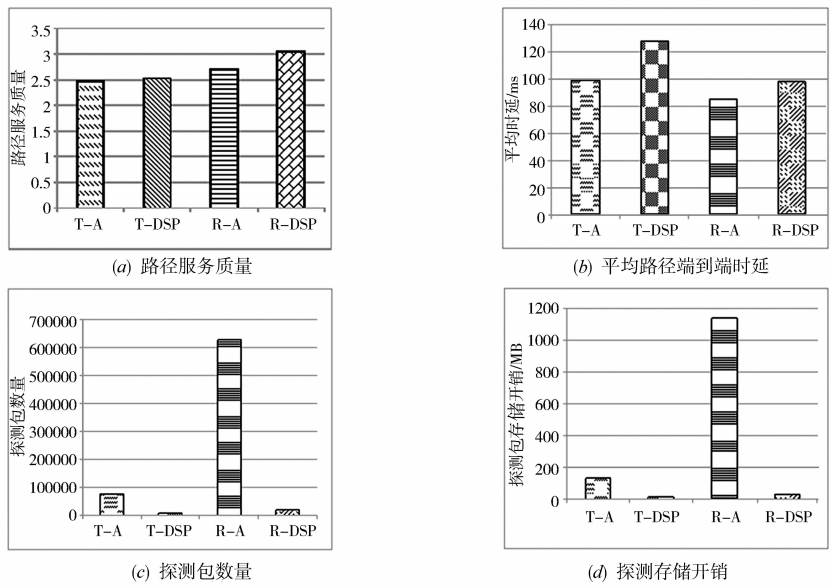 3.5
3
2.5
2
1.5
1
0.5
0
路径服务质量
T-A T-DSP R-A R-DSP
(a) 路径服务质量
140
120
100
80
60
40
20
0
平均时延/ms
T-A T-DSP R-A R-DSP
(b) 平均路径端到端时延
700000
600000
500000
400000
300000
200000
100000
0
探测包数量
T-A T-DSP R-A R-DSP
(c) 探测包数量
1200
1000
800
600
400
200
0
探测包存储开销/MB
T-A T-DSP R-A R-DSP
(d) 探测存储开销